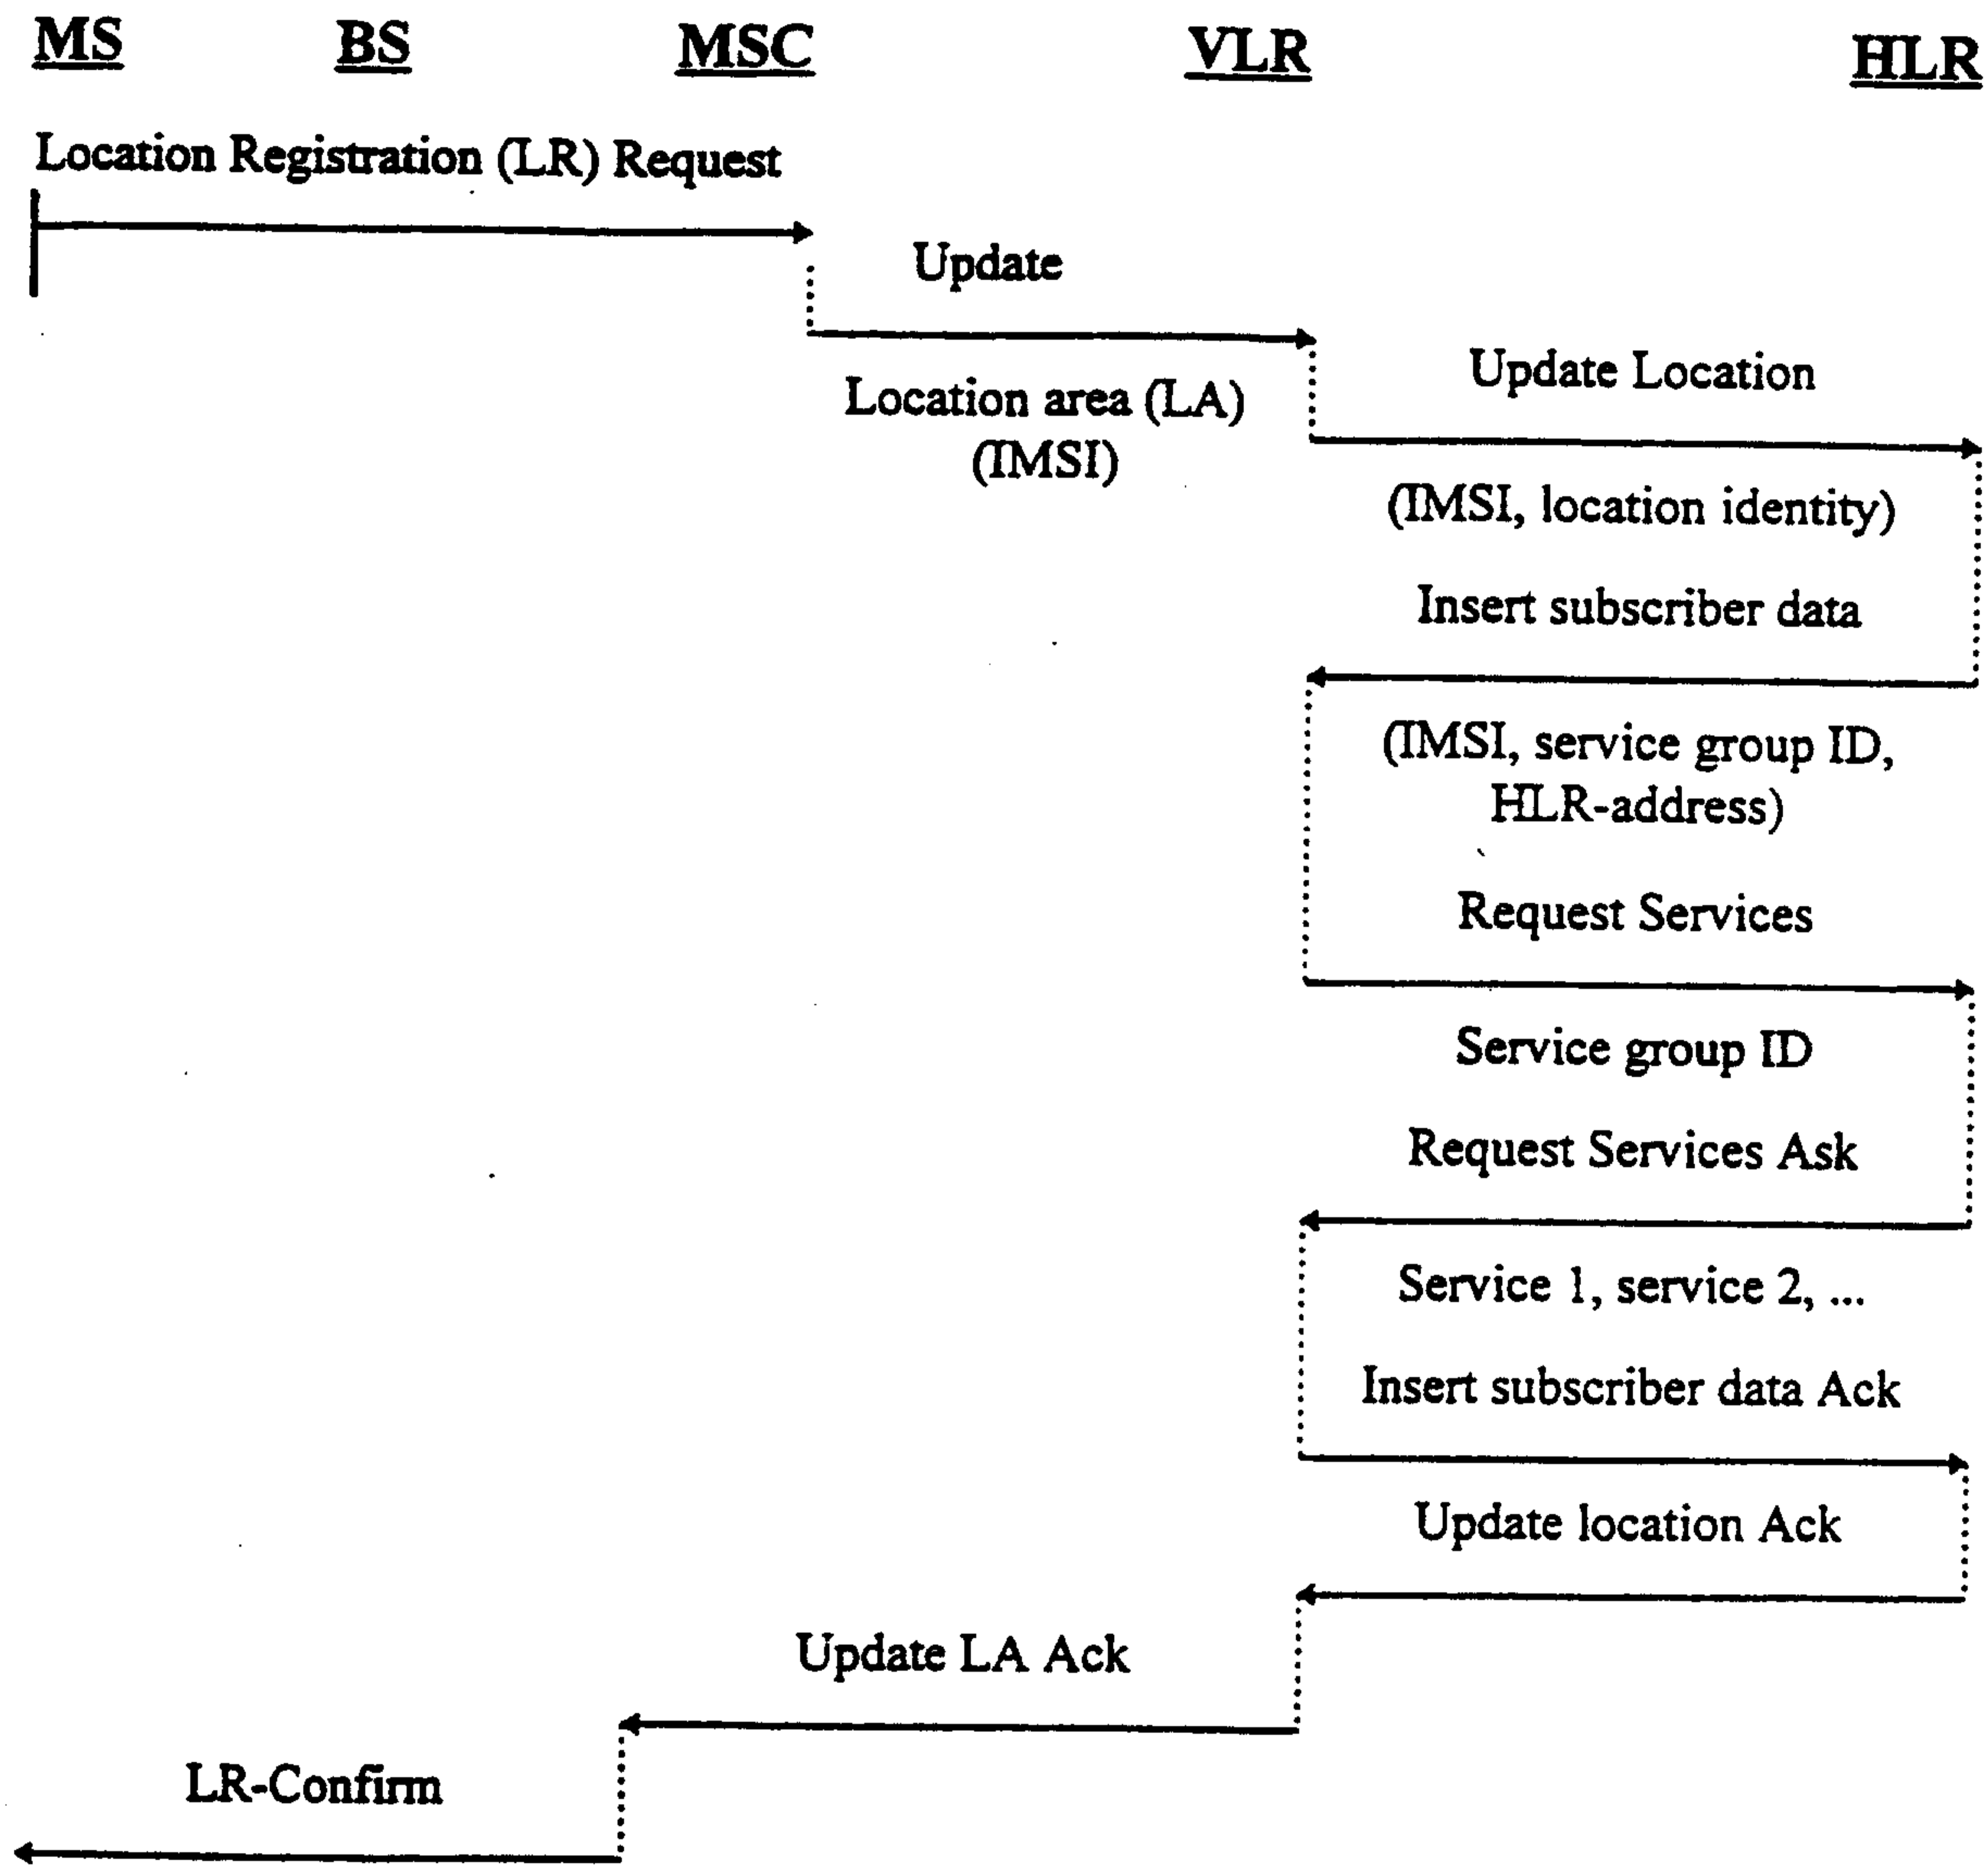 MS BS MSC VLR HLR
Location Registration (LR) Request
Update
Location area (LA)
(IMSI)
Update Location
(IMSI, location identity)
Insert subscriber data
(IMSI, service group ID,
HLR-address)
Request Services
Service group ID
Request Services Ask
Service 1, service 2, ...
Insert subscriber data Ack
Update location Ack
Update LA Ack
LR-Confirm